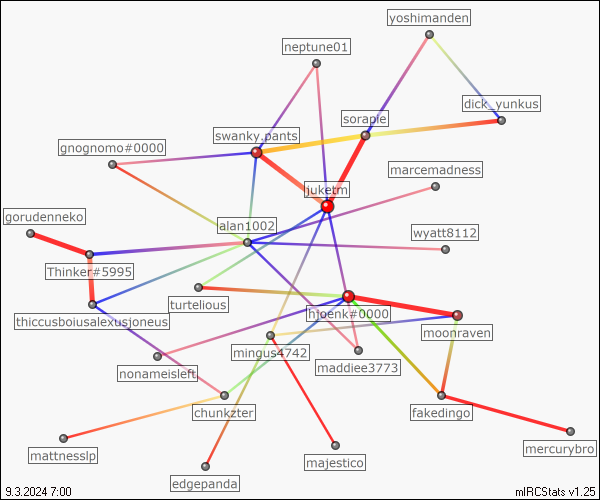 yoshimanden
neptune01
dick_yunkus
sorapie
swanky.pants
gnognomo#0000
marcemadness
juketm
gorudenneko
alan1002
wyatt8112
Thinker#5995
turtelious
hjoenk#0000
thiccusboiusalexusjoneus
moonraven
mingus4742
maddiee3773
nonameisleft
chunkzter
fakedingo
mattnesslp
mercurybro
majestico
edgepanda
9.3.2024 7:00 mIRCStats v1.25